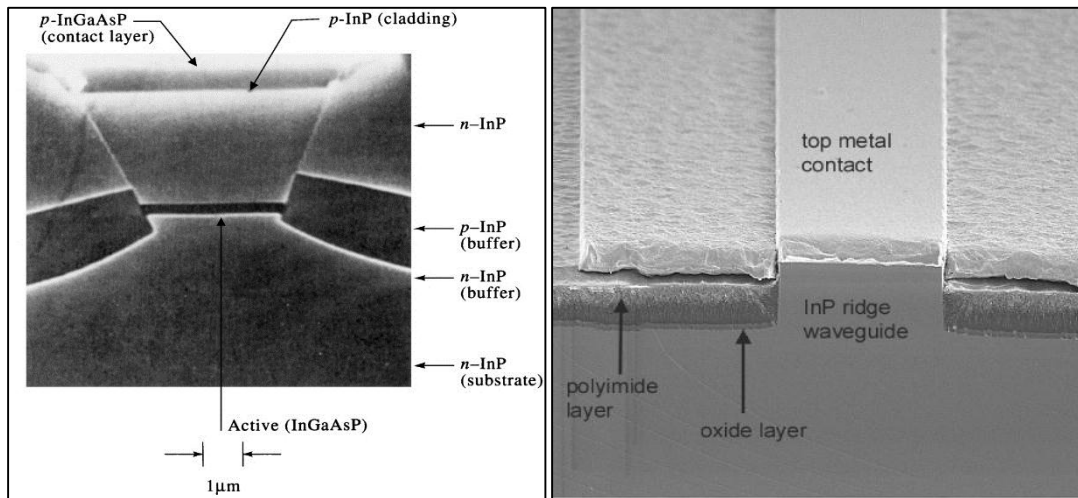 p-InGaAsP
(contact layer)
p-InP (cladding)
n-InP
p-InP
(buffer)
n-InP
(buffer)
n-InP
(substrate)
Active (InGaAsP)
1μm
top metal
contact
InP ridge
waveguide
polyimide
layer
oxide layer